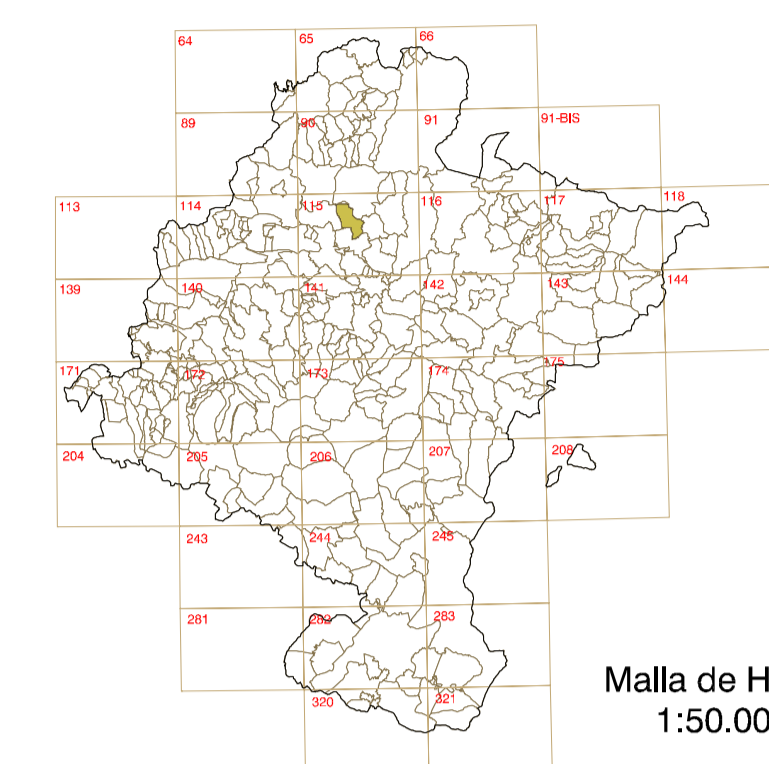 64 65 66
89 90 91 91-BIS
113 114 115 116 117 118
139 140 141 142 143 144
171 172 173 174 175
204 205 206 207 208
243 244 245
281 282 283
320 321
Malla de H
1:50.00